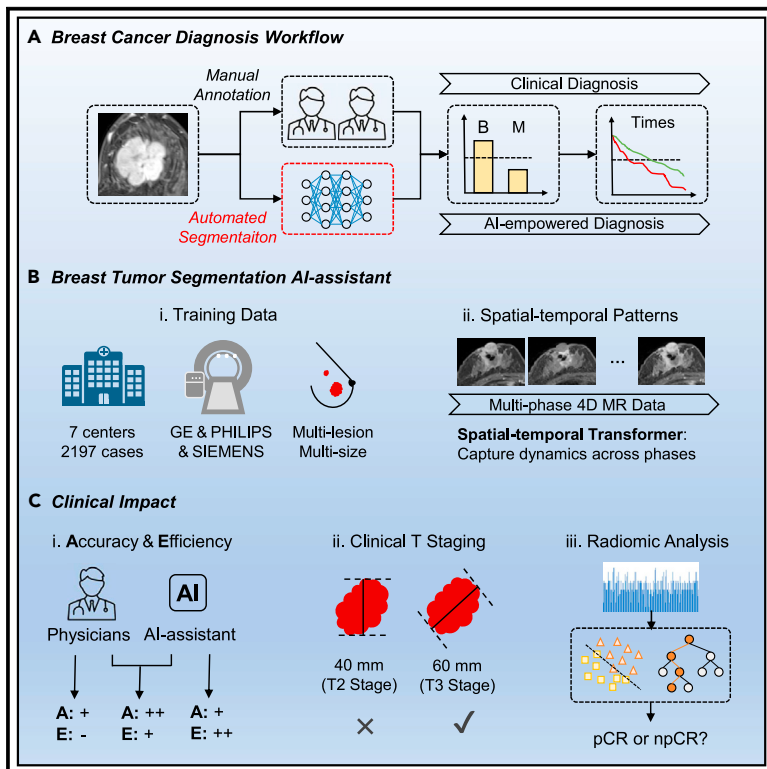 A Breast Cancer Diagnosis Workflow
Manual
Annotation
Automated
Segmentaiton
Clinical Diagnosis
B M
Times
AI-empowered Diagnosis
B Breast Tumor Segmentation AI-assistant
i. Training Data
7 centers
2197 cases
GE & PHILIPS
& SIEMENS
Multi-lesion
Multi-size
ii. Spatial-temporal Patterns
...
Multi-phase 4D MR Data
Spatial-temporal Transformer:
Capture dynamics across phases
C Clinical Impact
i. Accuracy & Efficiency
AI
Physicians AI-assistant
A: + A: ++ A: +
E: - E: + E: ++
ii. Clinical T Staging
40 mm
(T2 Stage)
60 mm
(T3 Stage)
iii. Radiomic Analysis
pCR or npCR?